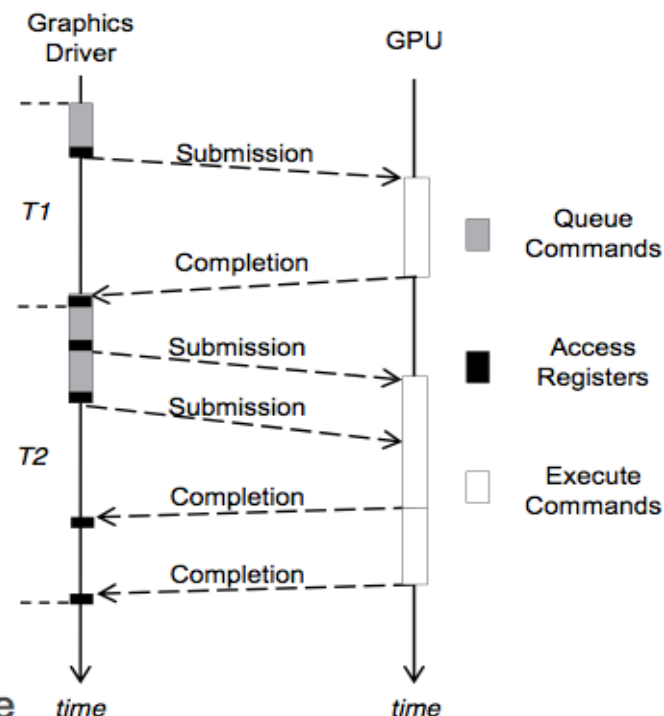 Graphics
Driver
GPU
Submission
T1
Queue
Commands
Completion
Submission
Access
Registers
Submission
T2
Execute
Commands
Completion
Completion
e
time
time